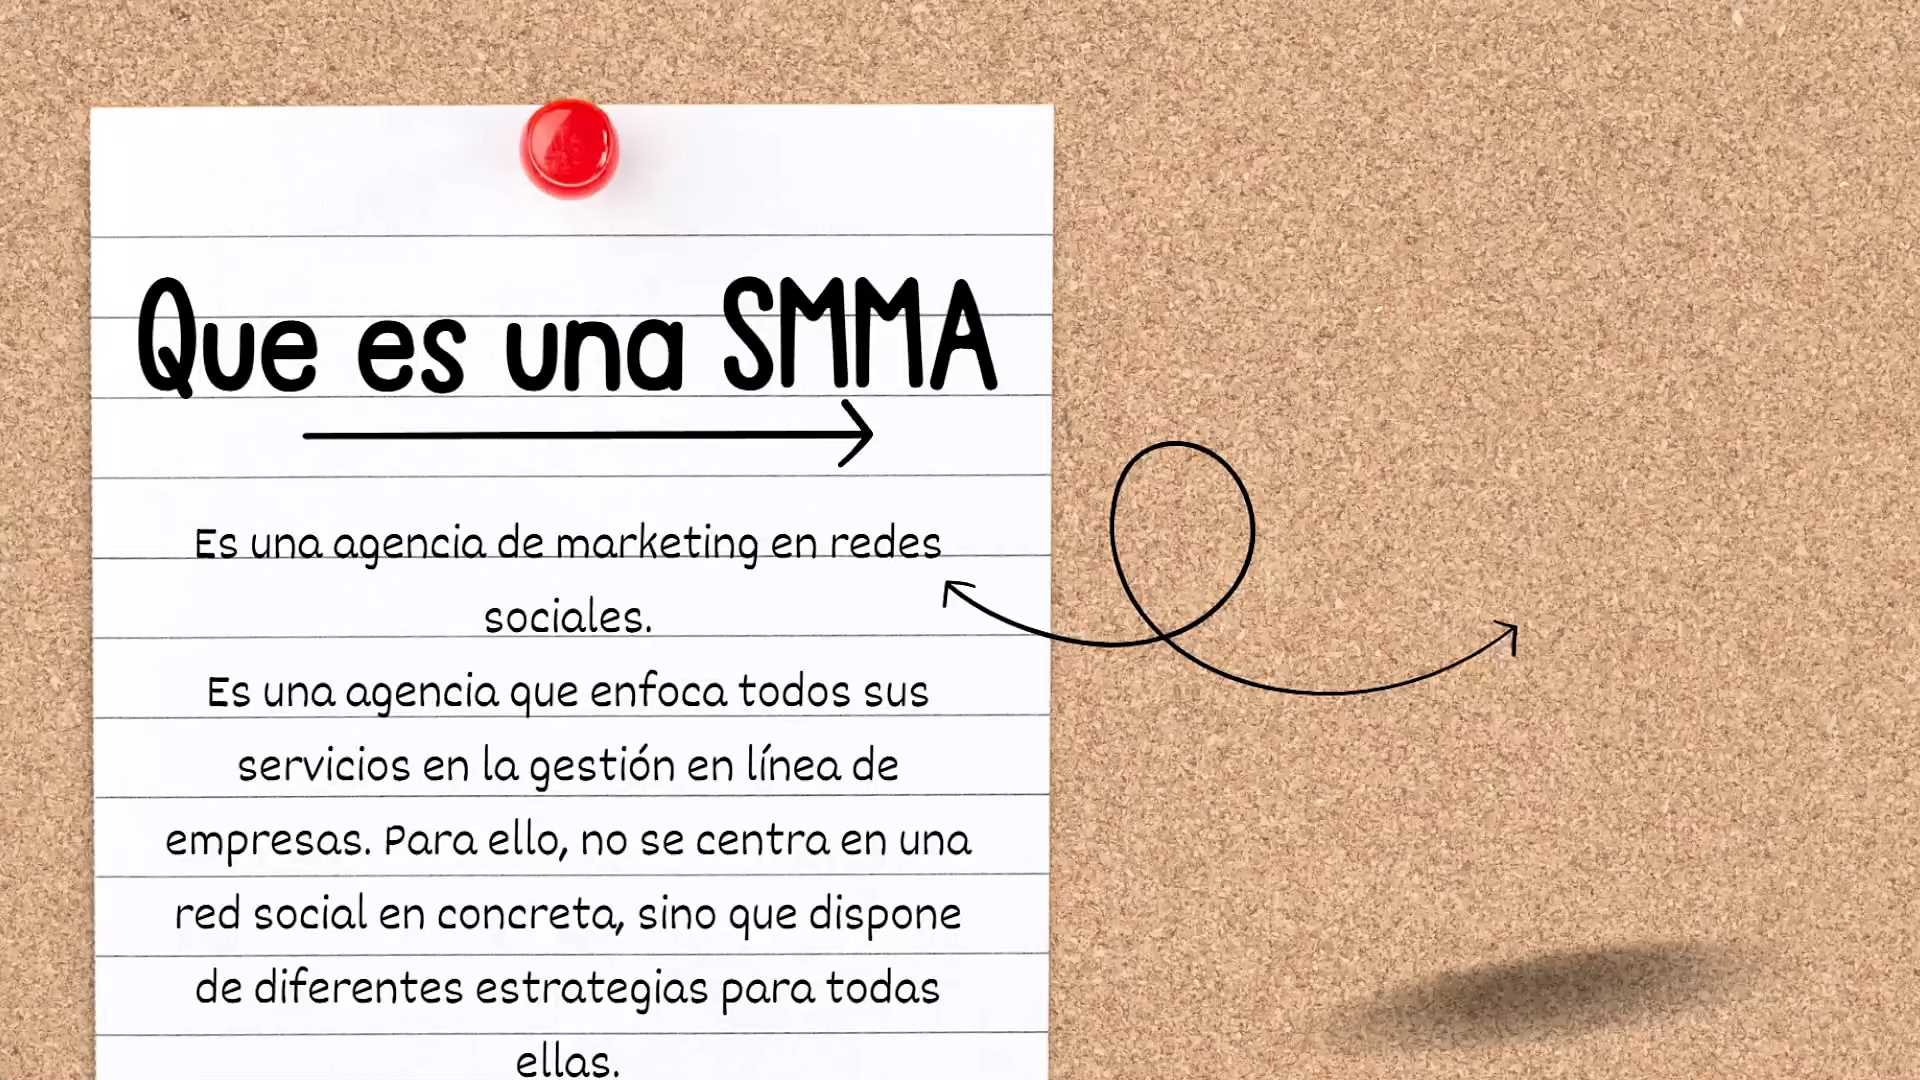 Que es una SMMA
Es una agencia de marketing en redes
sociales.
Es una agencia que enfoca todos sus
servicios en la gestión en línea de
empresas. Para ello, no se centra en una
red social en concreta, sino que dispone
de diferentes estrategias para todas
ellas.